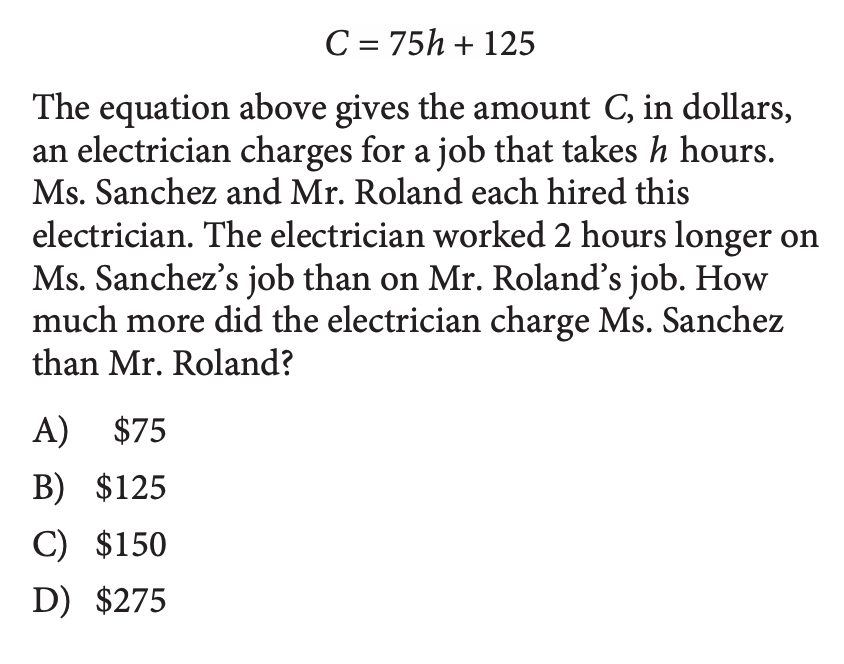 C = 75h + 125
The equation above gives the amount C, in dollars,
an electrician charges for a job that takes h hours.
Ms. Sanchez and Mr. Roland each hired this
electrician. The electrician worked 2 hours longer on
Ms. Sanchez’s job than on Mr. Roland’s job. How
much more did the electrician charge Ms. Sanchez
than Mr. Roland?
A) $75
B) $125
C) $150
D) $275